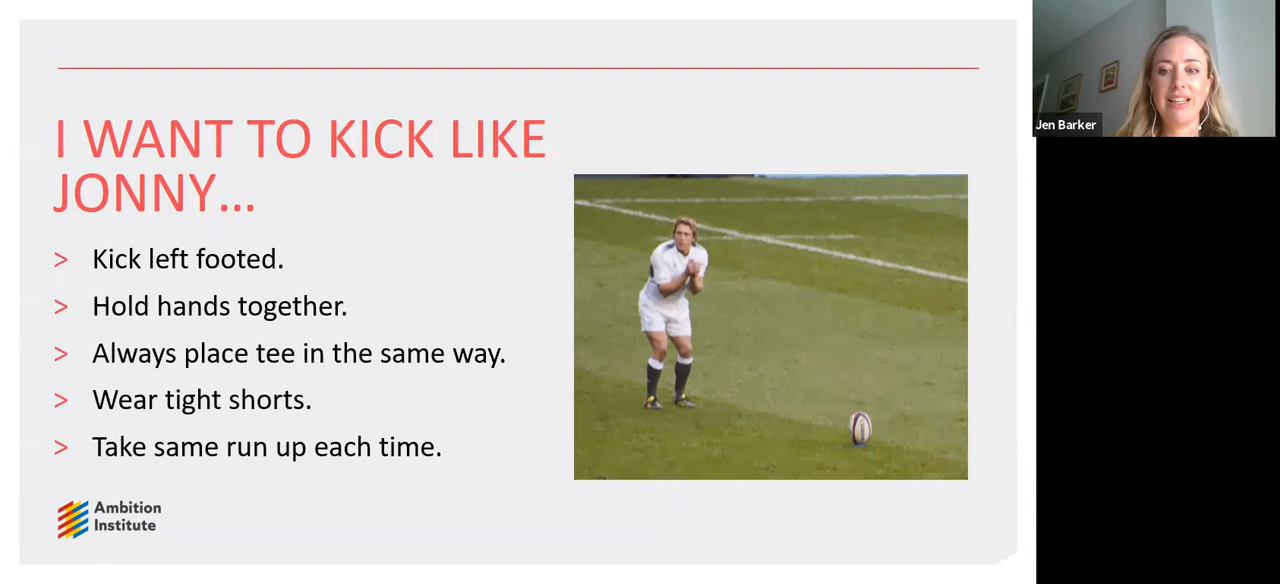 I WANT TO KICK LIKE
JONNY...
> Kick left footed.
> Hold hands together.
> Always place tee in the same way.
> Wear tight shorts.
> Take same run up each time.
Ambition
Institute
Jen Barker